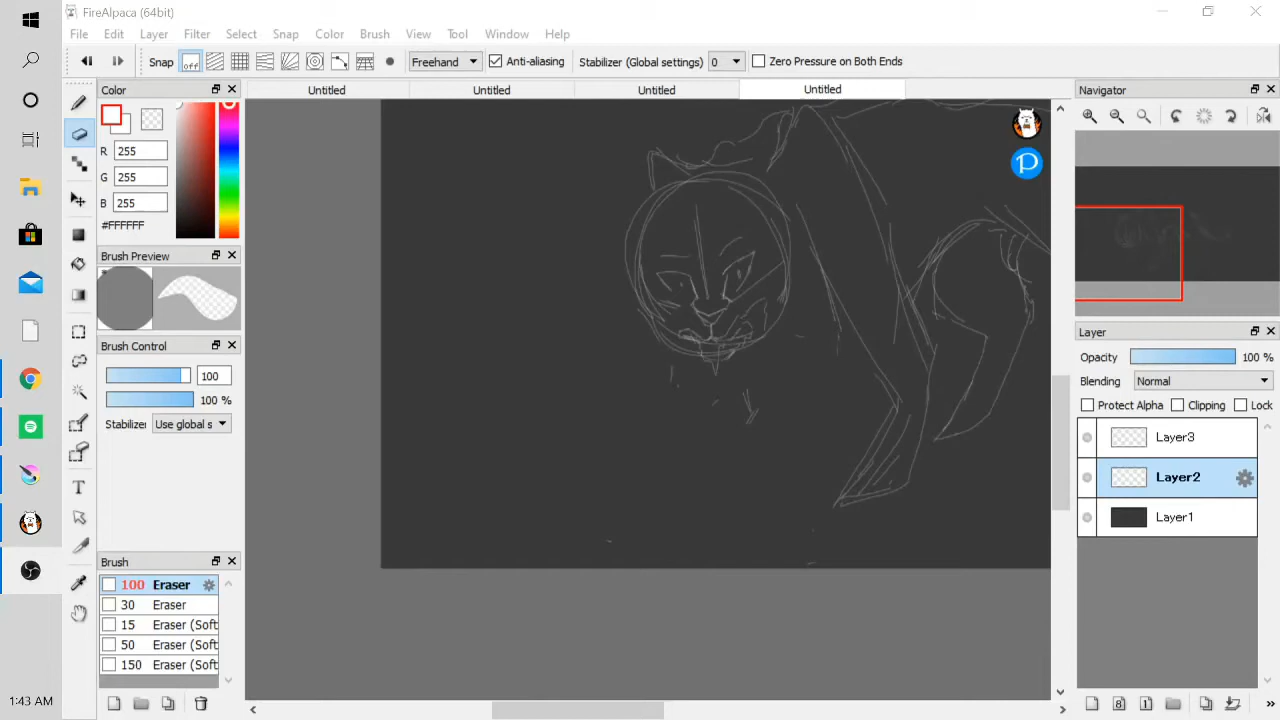 FireAlpaca (64bit)
File Edit Layer Filter Select Snap Color Brush View Tool Window Help
Snap off Freehand Anti-aliasing Stabilizer (Global settings) 0 Zero Pressure on Both Ends
Color
Untitled Untitled Untitled Untitled
Navigator
R 255
G 255
B 255
#FFFFFF
Brush Preview
Brush Control
100
100 %
Stabilizer Use global s
Layer
Opacity 100 %
Blending Normal
Protect Alpha Clipping Lock
Layer3
Layer2
Layer1
Brush
100 Eraser
30 Eraser
15 Eraser (Soft
50 Eraser (Soft
150 Eraser (Soft
T
P
8 1 »
1:43 AM